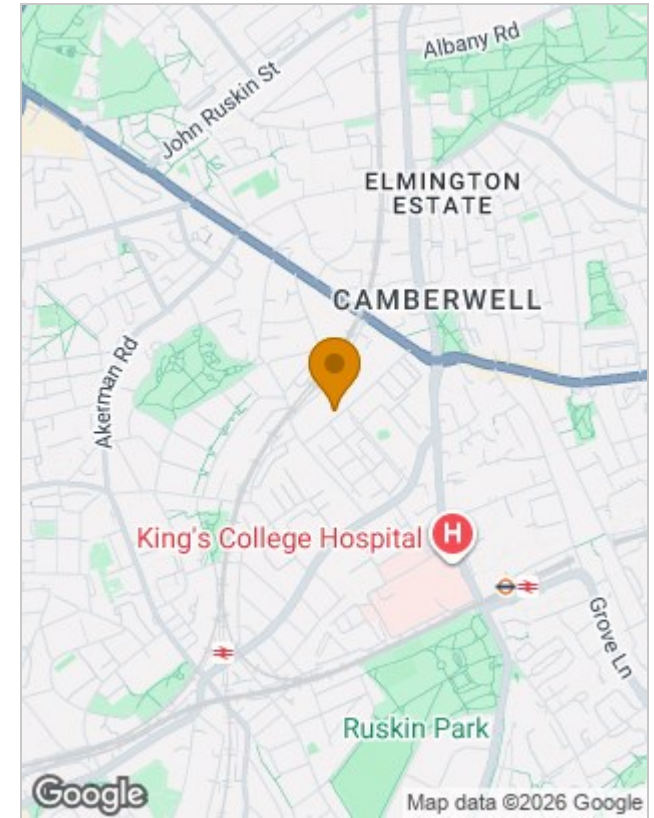 Albany Rd
John Ruskin St
ELMINGTON
ESTATE
CAMBERWELL
Akerman Rd
King's College Hospital
H
Grove Ln
Ruskin Park
Google
Map data ©2026 Google